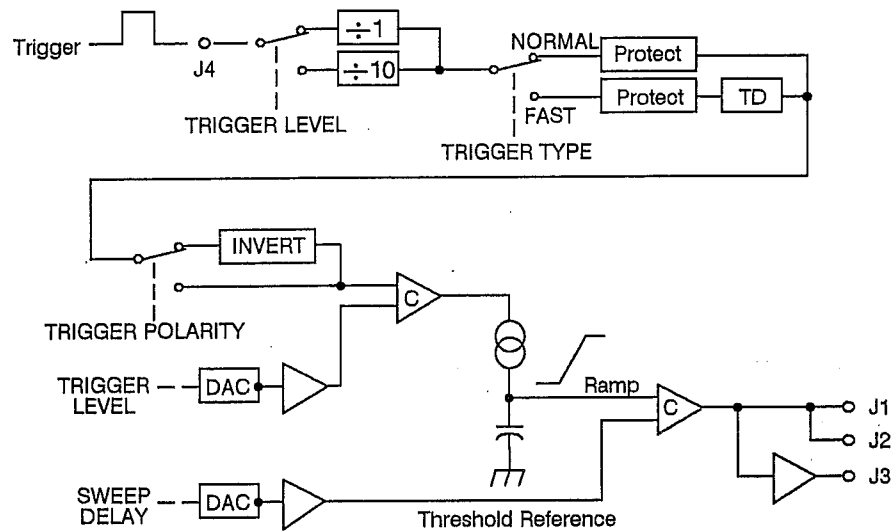 Trigger
J4
÷1
÷10
TRIGGER LEVEL
NORMAL
Protect
FAST
Protect
TD
TRIGGER TYPE
INVERT
TRIGGER POLARITY
C
TRIGGER
LEVEL
DAC
Ramp
C
J1
J2
J3
SWEEP
DELAY
DAC
Threshold Reference